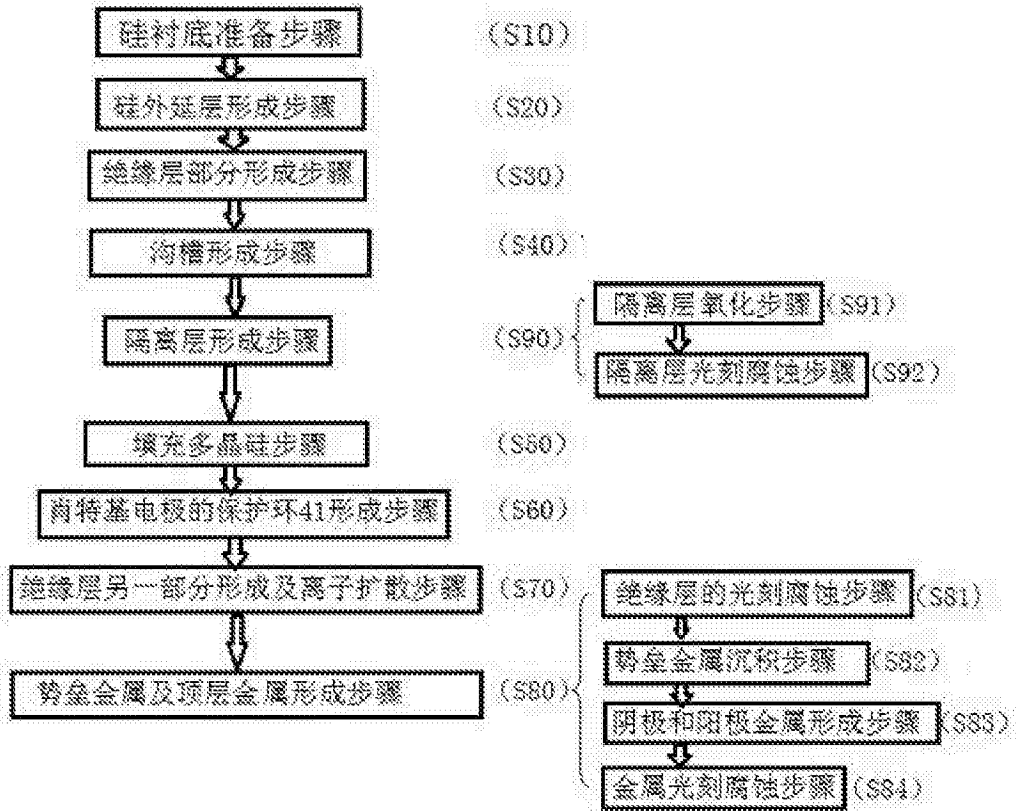 硅衬底准备步骤 (S10)
硅外延层形成步骤 (S20)
绝缘层部分形成步骤 (S30)
沟槽形成步骤 (S40)
隔离层形成步骤 (S90)
隔离层氧化步骤 (S91)
隔离层光刻腐蚀步骤 (S92)
填充多晶硅步骤 (S50)
肖特基电极的保护环41形成步骤 (S60)
绝缘层另一部分形成及离子扩散步骤 (S70)
势垒金属及顶层金属形成步骤 (S80)
绝缘层的光刻腐蚀步骤 (S81)
势垒金属沉积步骤 (S82)
阴极和阳极金属形成步骤 (S83)
金属光刻腐蚀步骤 (S84)